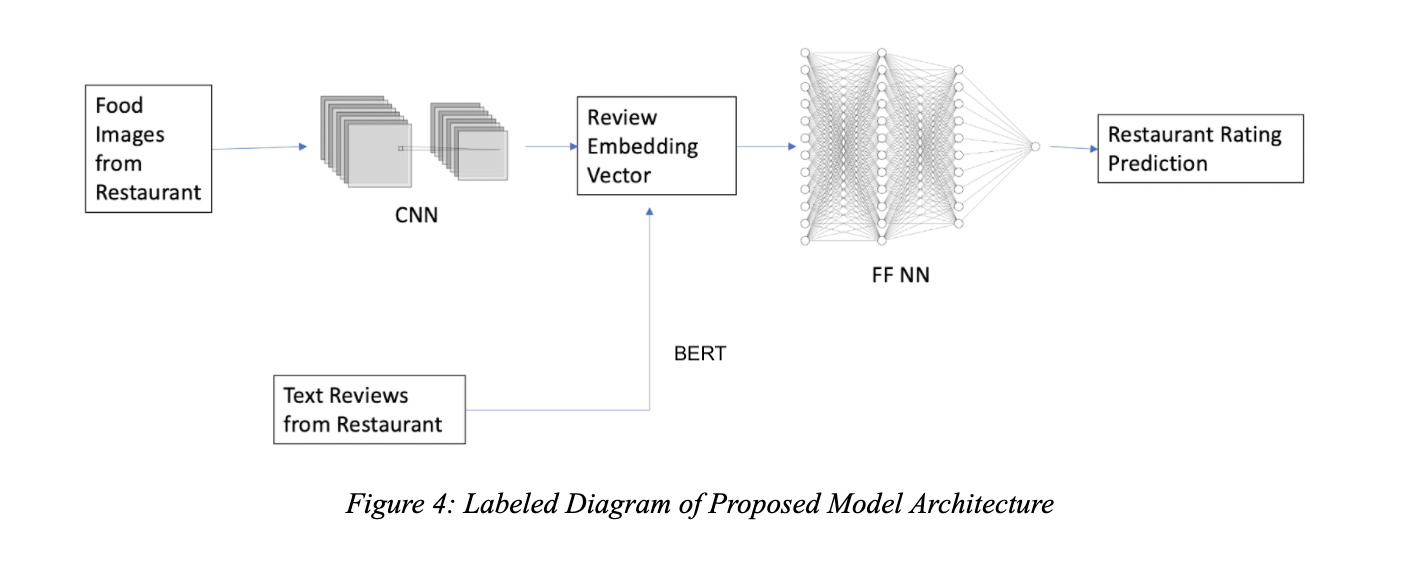 Food
Images
from
Restaurant
CNN
Review
Embedding
Vector
FF NN
Restaurant Rating
Prediction
BERT
Text Reviews
from Restaurant
Figure 4: Labeled Diagram of Proposed Model Architecture